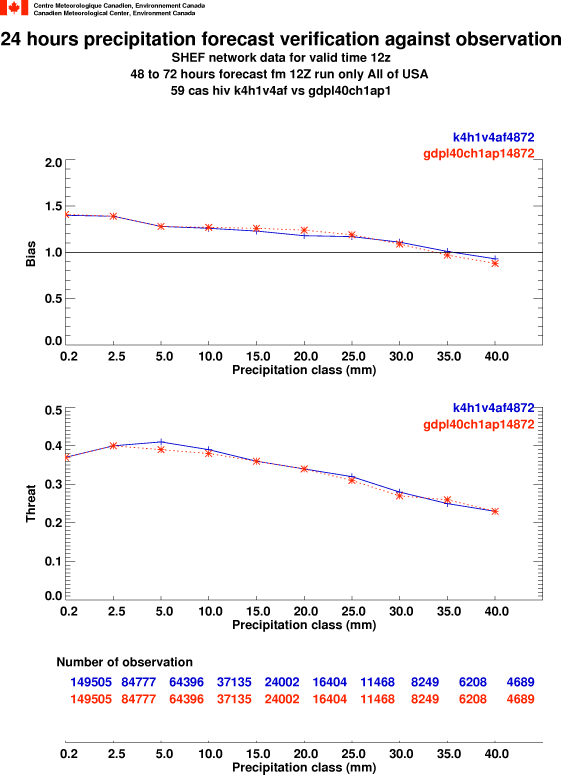 Centre Meteorologique Canadien, Environnement Canada
Canadian Meteorological Center, Environment Canada
24 hours precipitation forecast verification against observation
SHEF network data for valid time 12z
48 to 72 hours forecast fm 12Z run only All of USA
59 cas hiv k4h1v4af vs gdpl40ch1ap1
k4h1v4af4872
gdpl40ch1ap14872
2.0
1.5
1.0
0.5
0.0
Bias
0.2 2.5 5.0 10.0 15.0 20.0 25.0 30.0 35.0 40.0
Precipitation class (mm)
k4h1v4af4872
gdpl40ch1ap14872
0.5
0.4
0.3
0.2
0.1
0.0
Threat
0.2 2.5 5.0 10.0 15.0 20.0 25.0 30.0 35.0 40.0
Precipitation class (mm)
Number of observation
149505 84777 64396 37135 24002 16404 11468 8249 6208 4689
149505 84777 64396 37135 24002 16404 11468 8249 6208 4689
0.2 2.5 5.0 10.0 15.0 20.0 25.0 30.0 35.0 40.0
Precipitation class (mm)